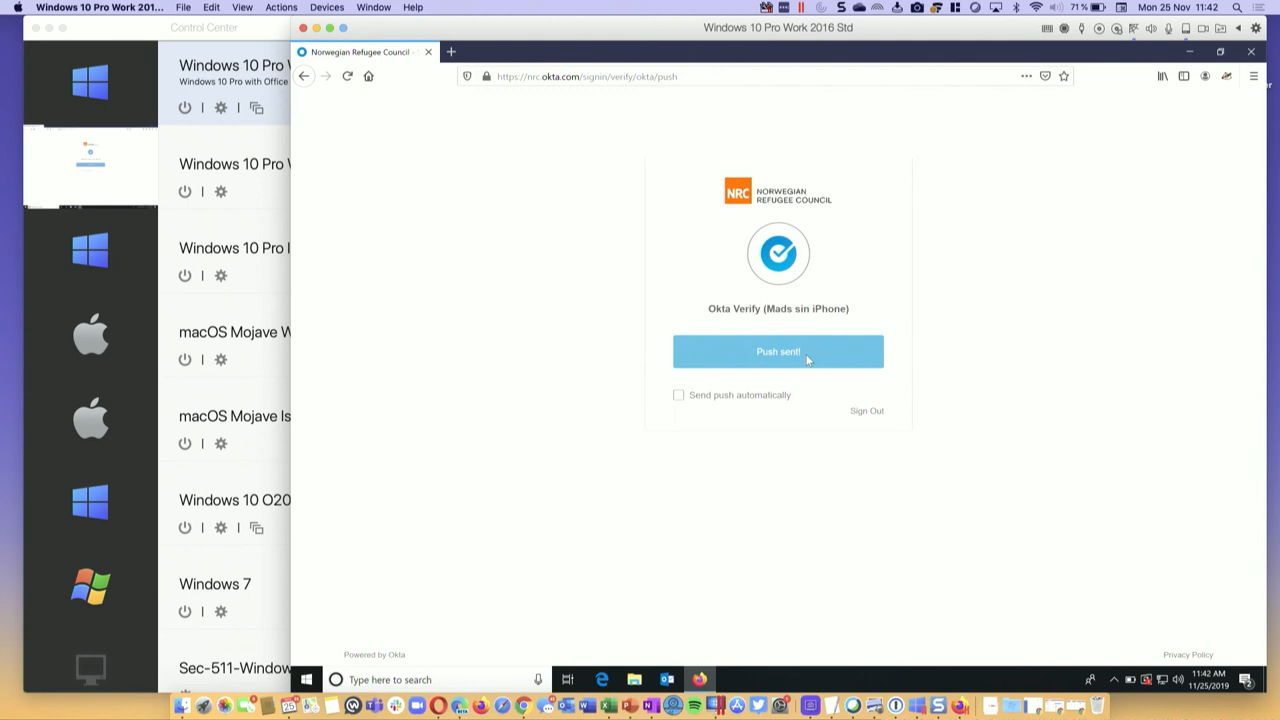 Windows 10 Pro Work 201... File Edit View Actions Devices Window Help 71 % Mon 25 Nov 11:42
Control Center
Windows 10 Pro Work 2016 Std
Norwegian Refugee Council -
https://nrc.okta.com/signin/verify/okta/push
Windows 10 Pro
Windows 10 Pro with Office
Windows 10 Pro
Windows 10 Pro
macOS Mojave
macOS Mojave Is
Windows 10 O20
Windows 7
Sec-511-Window
NRC NORWEGIAN
REFUGEE COUNCIL
Okta Verify (Mads sin iPhone)
Push sent!
Send push automatically
Sign Out
Powered by Okta
Privacy Policy
Type here to search
11:42 AM
11/25/2019